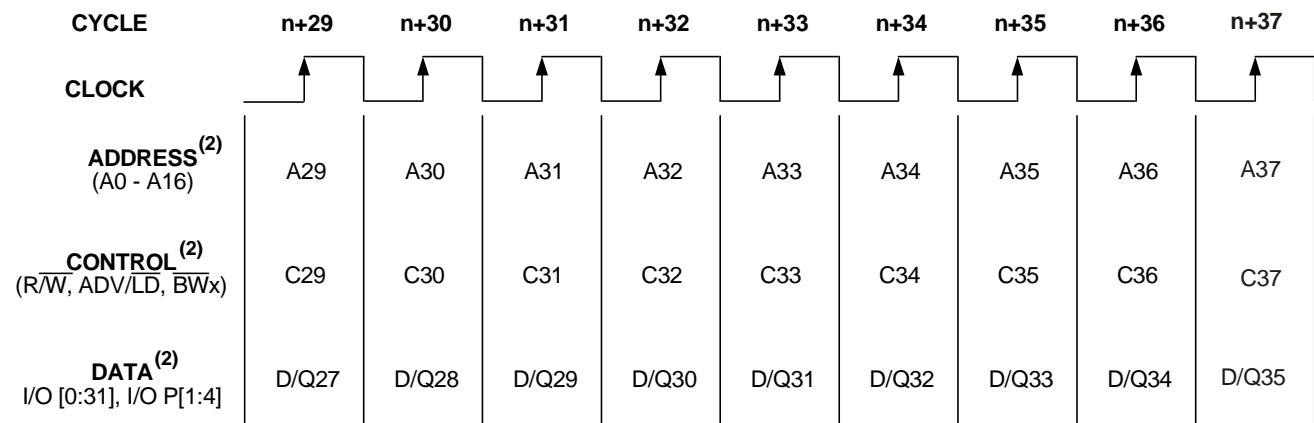 CYCLE n+29 n+30 n+31 n+32 n+33 n+34 n+35 n+36 n+37
CLOCK
ADDRESS(2)
(A0 - A16) A29 A30 A31 A32 A33 A34 A35 A36 A37
CONTROL(2)
(R/W̅, ADV/L̅D̅, B̅W̅x) C29 C30 C31 C32 C33 C34 C35 C36 C37
DATA(2)
I/O [0:31], I/O P[1:4] D/Q27 D/Q28 D/Q29 D/Q30 D/Q31 D/Q32 D/Q33 D/Q34 D/Q35